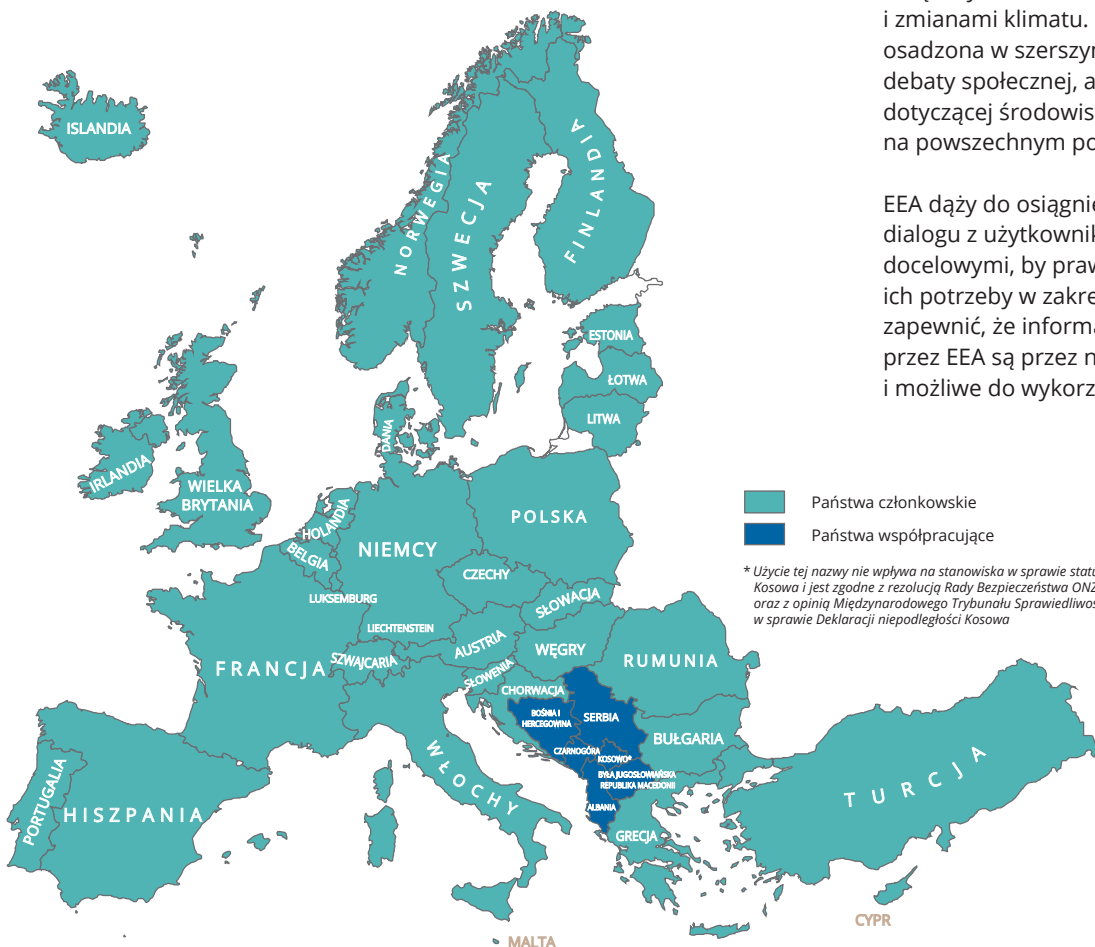 i zmianami klimatu.
osadzona w szerszym
debaty społecznej, a
dotyczącej środowis
na powszechnym po
EEA dąży do osiągnie
dialogu z użytkownik
docelowymi, by praw
ich potrzeby w zakre
zapewnić, że informa
przez EEA są przez n
i możliwe do wykorz
ISLANDIA
NORWEGIA
SZWECJA
FINLANDIA
ESTONIA
ŁOTWA
LITWA
DANIA
IRLANDIA
WIELKA
BRYTANIA
HOLANDIA
BELGIA
NIEMCY
POLSKA
Państwa członkowskie
Państwa współpracujące
* Użycie tej nazwy nie wpływa na stanowiska w sprawie statu
Kosowa i jest zgodne z rezolucją Rady Bezpieczeństwa ONZ
oraz z opinią Międzynarodowego Trybunału Sprawiedliwoś
w sprawie Deklaracji niepodległości Kosowa
CZECHY
LUKSEMBURG
SŁOWACJA
LIECHTENSTEIN
AUSTRIA
WĘGRY
FRANCJA
SZWAJCARIA
SŁOWENIA
RUMUNIA
CHORWACJA
BOŚNIA I
HERCEGOWINA
SERBIA
BUŁGARIA
CZARNOGÓRA
KOSOWO*
WŁOCHY
BYŁA JUGOSŁOWIAŃSKA
REPUBLIKA MACEDONII
TURCJA
PORTUGALIA
HISZPANIA
ALBANIA
GRECJA
CYPR
MALTA